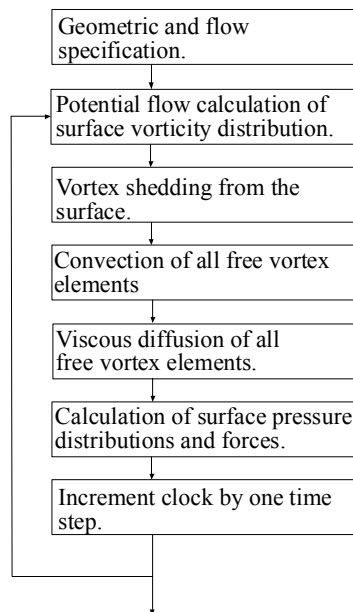 Geometric and flow
specification.
Potential flow calculation of
surface vorticity distribution.
Vortex shedding from the
surface.
Convection of all free vortex
elements
Viscous diffusion of all
free vortex elements.
Calculation of surface pressure
distributions and forces.
Increment clock by one time
step.